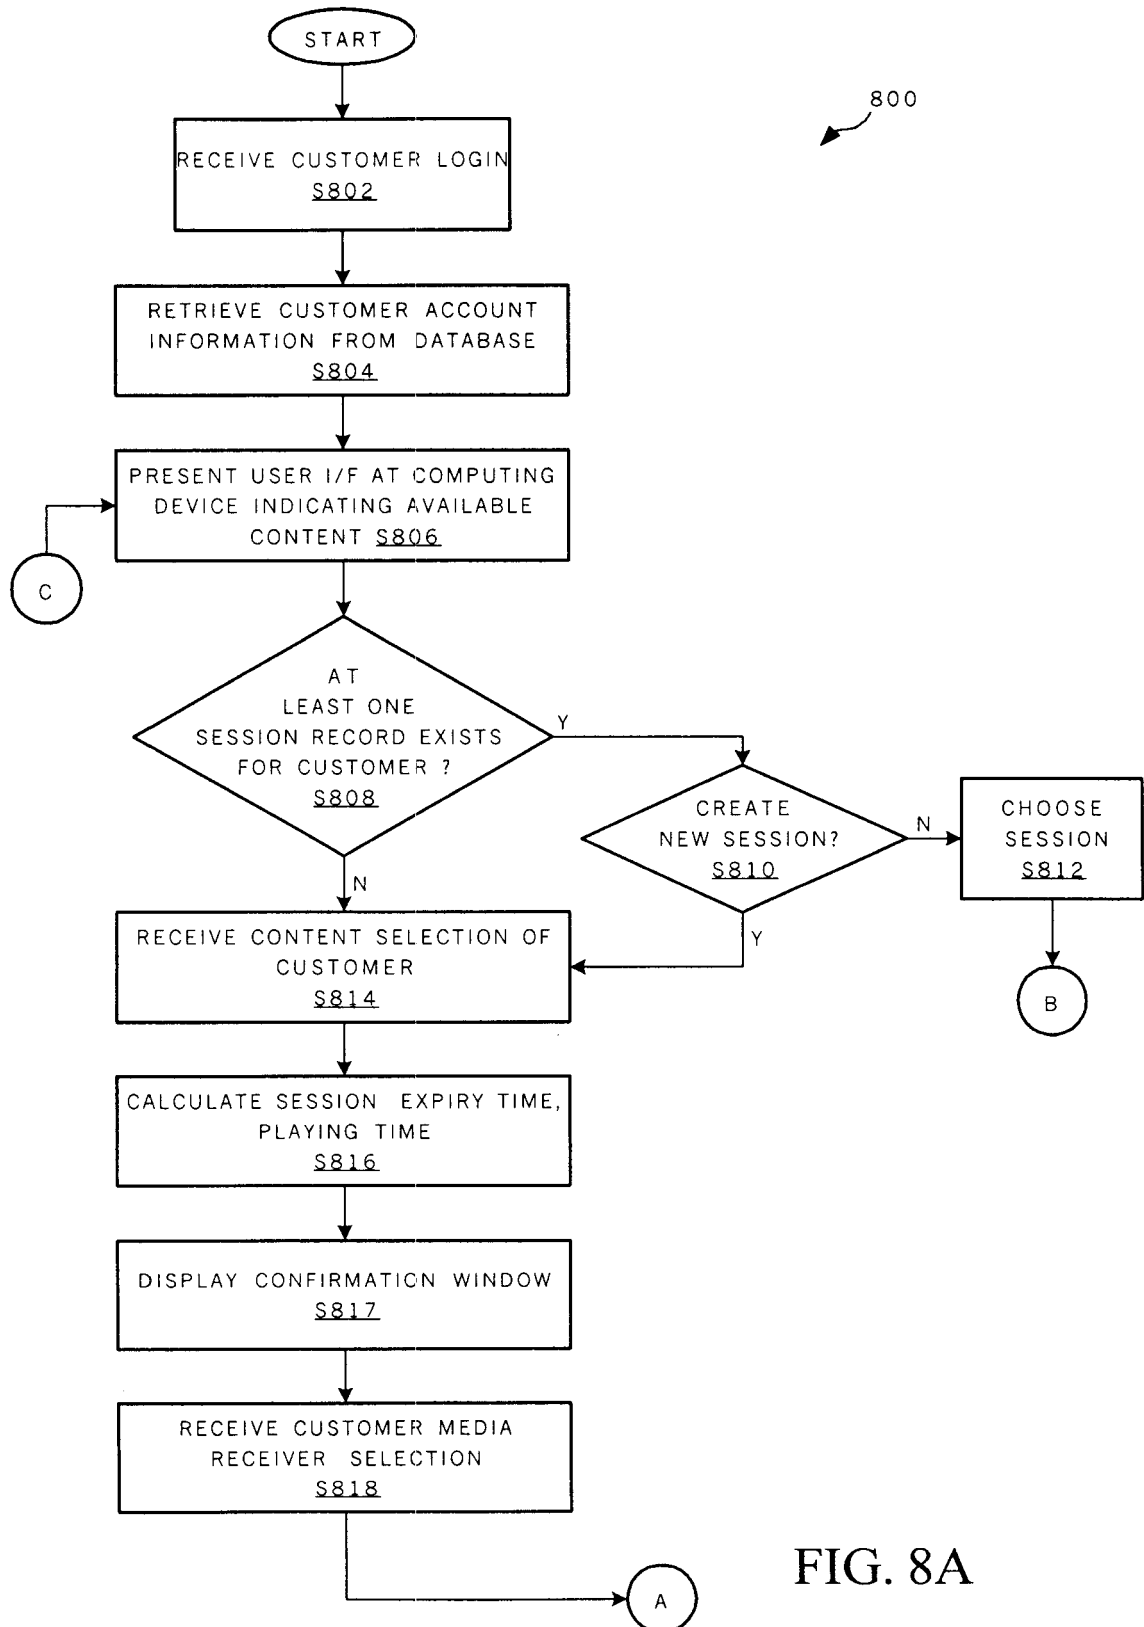 START
800
RECEIVE CUSTOMER LOGIN
S802
RETRIEVE CUSTOMER ACCOUNT
INFORMATION FROM DATABASE
S804
PRESENT USER I/F AT COMPUTING
DEVICE INDICATING AVAILABLE
CONTENT S806
C
AT
LEAST ONE
SESSION RECORD EXISTS
FOR CUSTOMER ?
S808
Y
N
CREATE
NEW SESSION?
S810
N
Y
CHOOSE
SESSION
S812
B
RECEIVE CONTENT SELECTION OF
CUSTOMER
S814
CALCULATE SESSION EXPIRY TIME,
PLAYING TIME
S816
DISPLAY CONFIRMATION WINDOW
S817
RECEIVE CUSTOMER MEDIA
RECEIVER SELECTION
S818
A
FIG. 8A